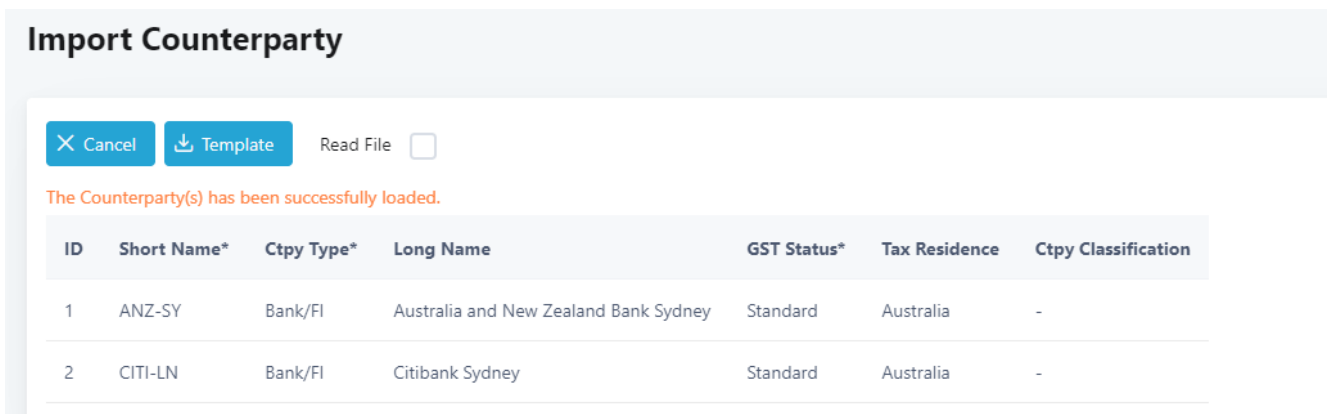 Import Counterparty
Cancel Template Read File
The Counterparty(s) has been successfully loaded.
ID Short Name* Ctpy Type* Long Name GST Status* Tax Residence Ctpy Classification
1 ANZ-SY Bank/FI Australia and New Zealand Bank Sydney Standard Australia -
2 CITI-LN Bank/FI Citibank Sydney Standard Australia -